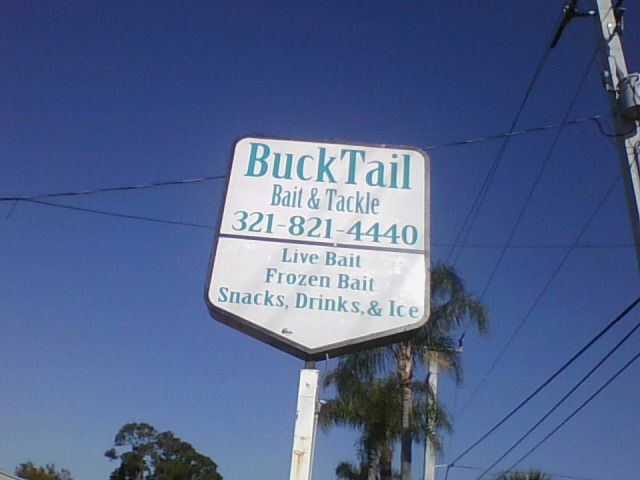 BuckTail
Bait & Tackle
321-821-4440
Live Bait
Frozen Bait
Snacks, Drinks, & Ice